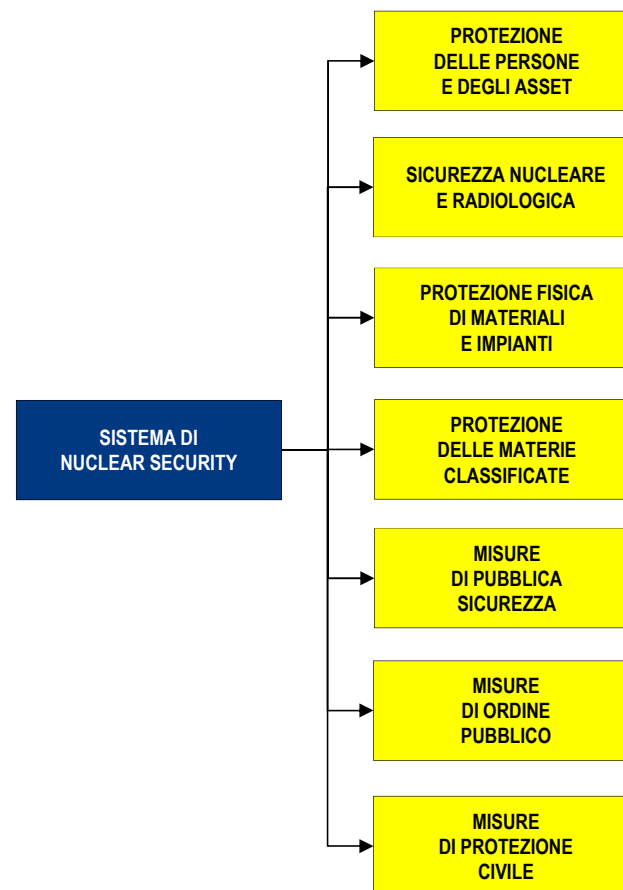 PROTEZIONE
DELLE PERSONE
E DEGLI ASSET
SICUREZZA NUCLEARE
E RADIOLOGICA
PROTEZIONE FISICA
DI MATERIALI
E IMPIANTI
SISTEMA DI
NUCLEAR SECURITY
PROTEZIONE
DELLE MATERIE
CLASSIFICATE
MISURE
DI PUBBLICA
SICUREZZA
MISURE
DI ORDINE
PUBBLICO
MISURE
DI PROTEZIONE
CIVILE